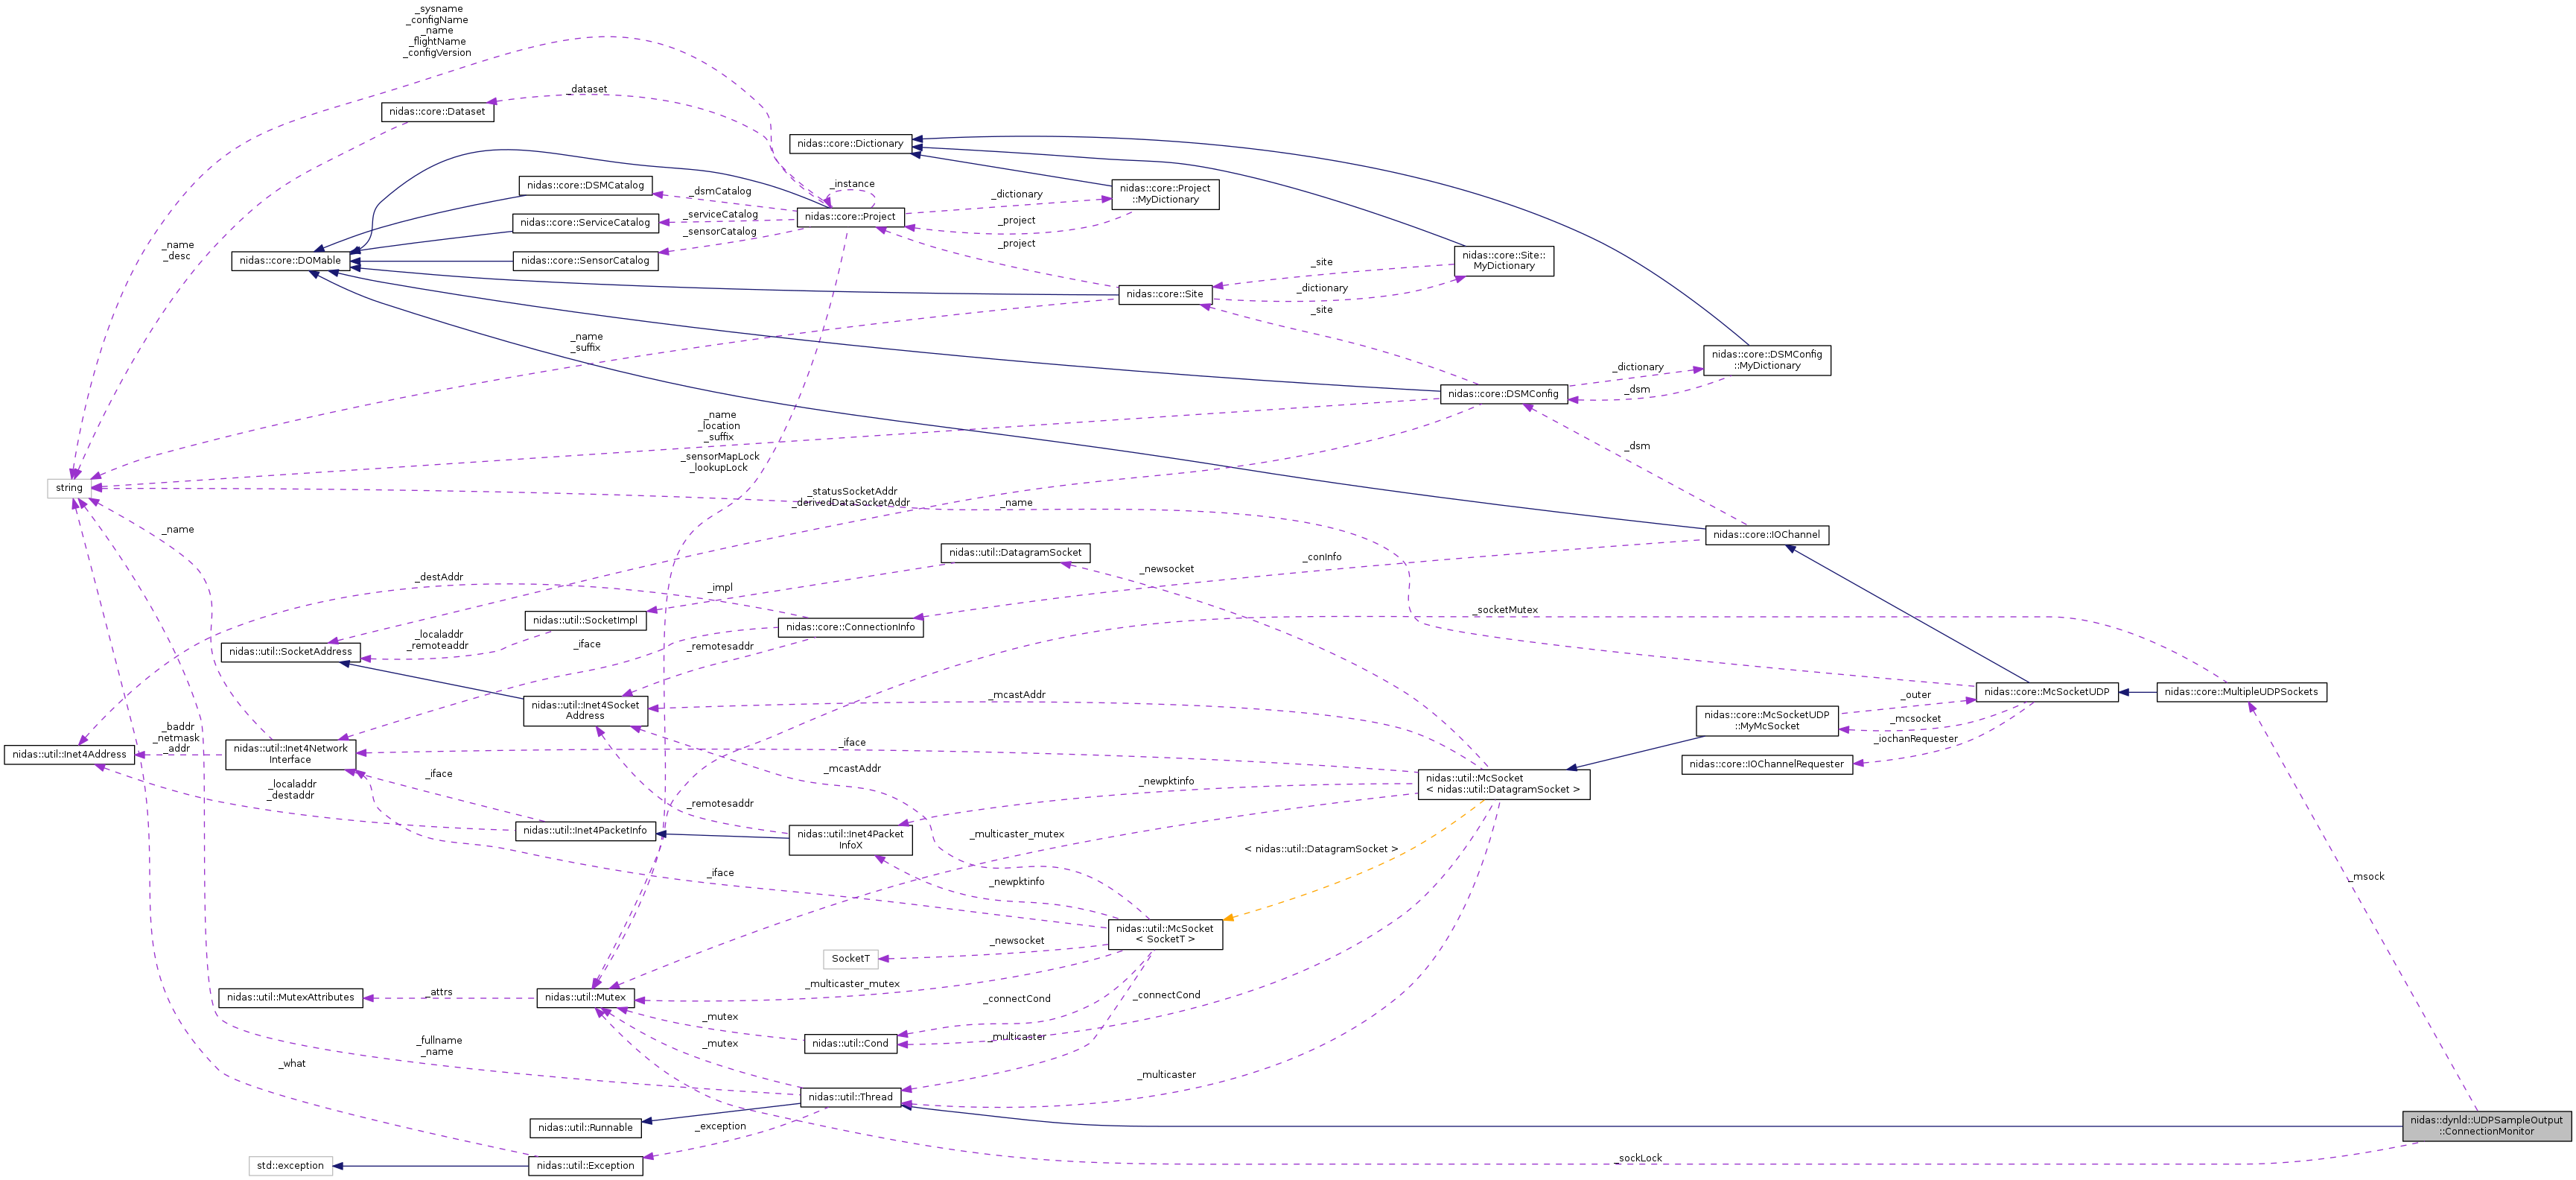 _sysname
_configName
_name
_flightName
_configVersion
_dataset
nidas::core::Dataset
nidas::core::Dictionary
nidas::core::DSMCatalog
_dsmCatalog
_instance
_dictionary
nidas::core::Project
::MyDictionary
nidas::core::ServiceCatalog
_serviceCatalog
nidas::core::Project
_project
_sensorCatalog
_project
_name
_desc
nidas::core::DOMable
nidas::core::SensorCatalog
_site
nidas::core::Site::
MyDictionary
_dictionary
nidas::core::Site
_site
_name
_suffix
nidas::core::DSMConfig
::MyDictionary
_dictionary
_dsm
nidas::core::DSMConfig
_name
_location
_suffix
_sensorMapLock
_lookupLock
_dsm
string
_statusSocketAddr
_derivedDataSocketAddr
_name
_name
nidas::core::IOChannel
nidas::util::DatagramSocket
_conInfo
_newsocket
_destAddr
_impl
_socketMutex
nidas::util::SocketImpl
nidas::core::ConnectionInfo
_localaddr
_remoteaddr
_iface
_remotesaddr
nidas::util::SocketAddress
nidas::core::McSocketUDP
nidas::core::MultipleUDPSockets
_mcastAddr
_outer
nidas::util::Inet4Socket
Address
nidas::core::McSocketUDP
::MyMcSocket
_mcsocket
_baddr
_netmask
_addr
_iface
_iochanRequester
nidas::util::Inet4Address
nidas::util::Inet4Network
Interface
nidas::core::IOChannelRequester
_iface
_mcastAddr
_newpktinfo
nidas::util::McSocket
< nidas::util::DatagramSocket >
_localaddr
_destaddr
_remotesaddr
nidas::util::Inet4PacketInfo
nidas::util::Inet4Packet
InfoX
_multicaster_mutex
< nidas::util::DatagramSocket >
_iface
_newpktinfo
_msock
nidas::util::McSocket
< SocketT >
_newsocket
SocketT
_multicaster_mutex
nidas::util::MutexAttributes
_attrs
nidas::util::Mutex
_connectCond
_connectCond
_mutex
nidas::util::Cond
_multicaster
_fullname
_name
_mutex
_what
_multicaster
nidas::util::Thread
nidas::util::Runnable
_exception
nidas::dynld::UDPSampleOutput
::ConnectionMonitor
std::exception
nidas::util::Exception
_sockLock